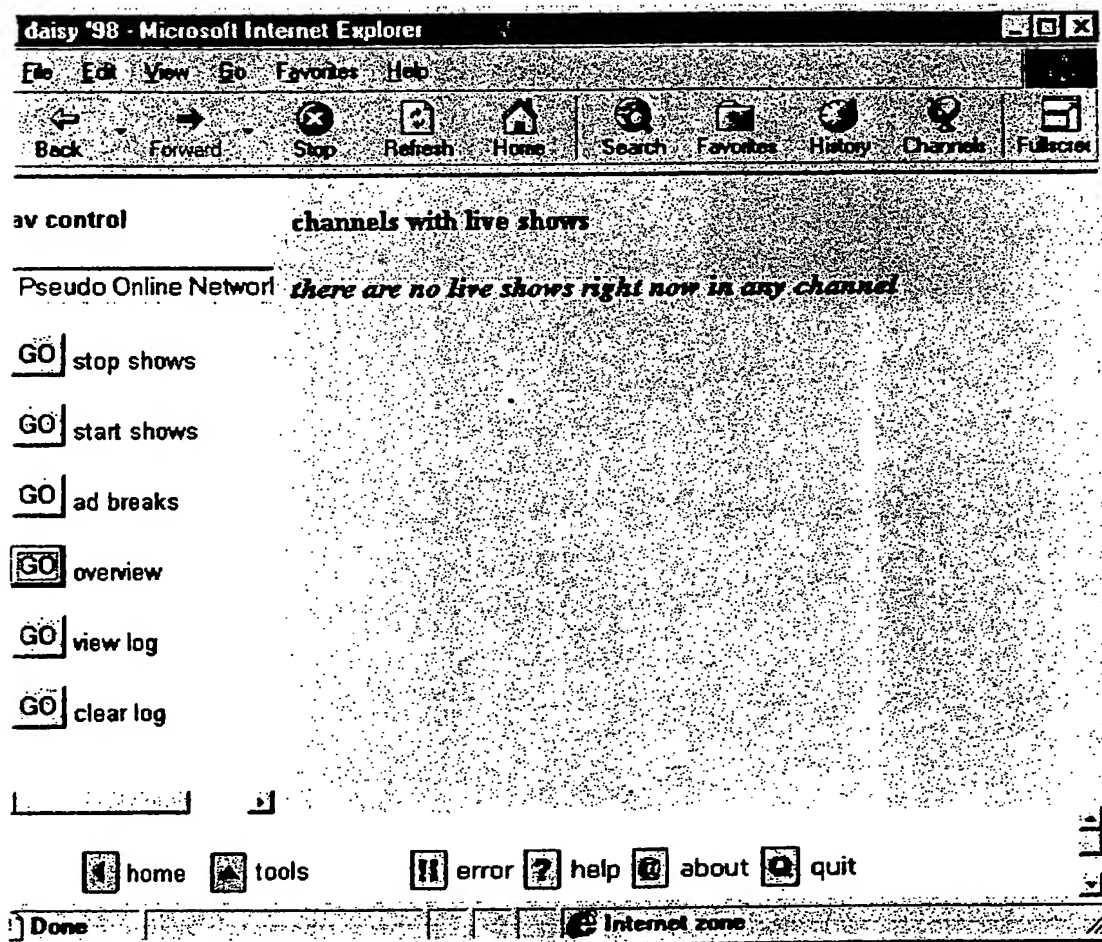 daisy '98 - Microsoft Internet Explorer
File Edit View Go Favorites Help
Back Forward Stop Refresh Home Search Favorites History Channels Fullscree
av control
channels with live shows
Pseudo Online Networl
there are no live shows right now in any channel
GO stop shows
GO start shows
GO ad breaks
GO overview
GO view log
GO clear log
home tools !! error ? help @ about Q quit
Done Internet zone